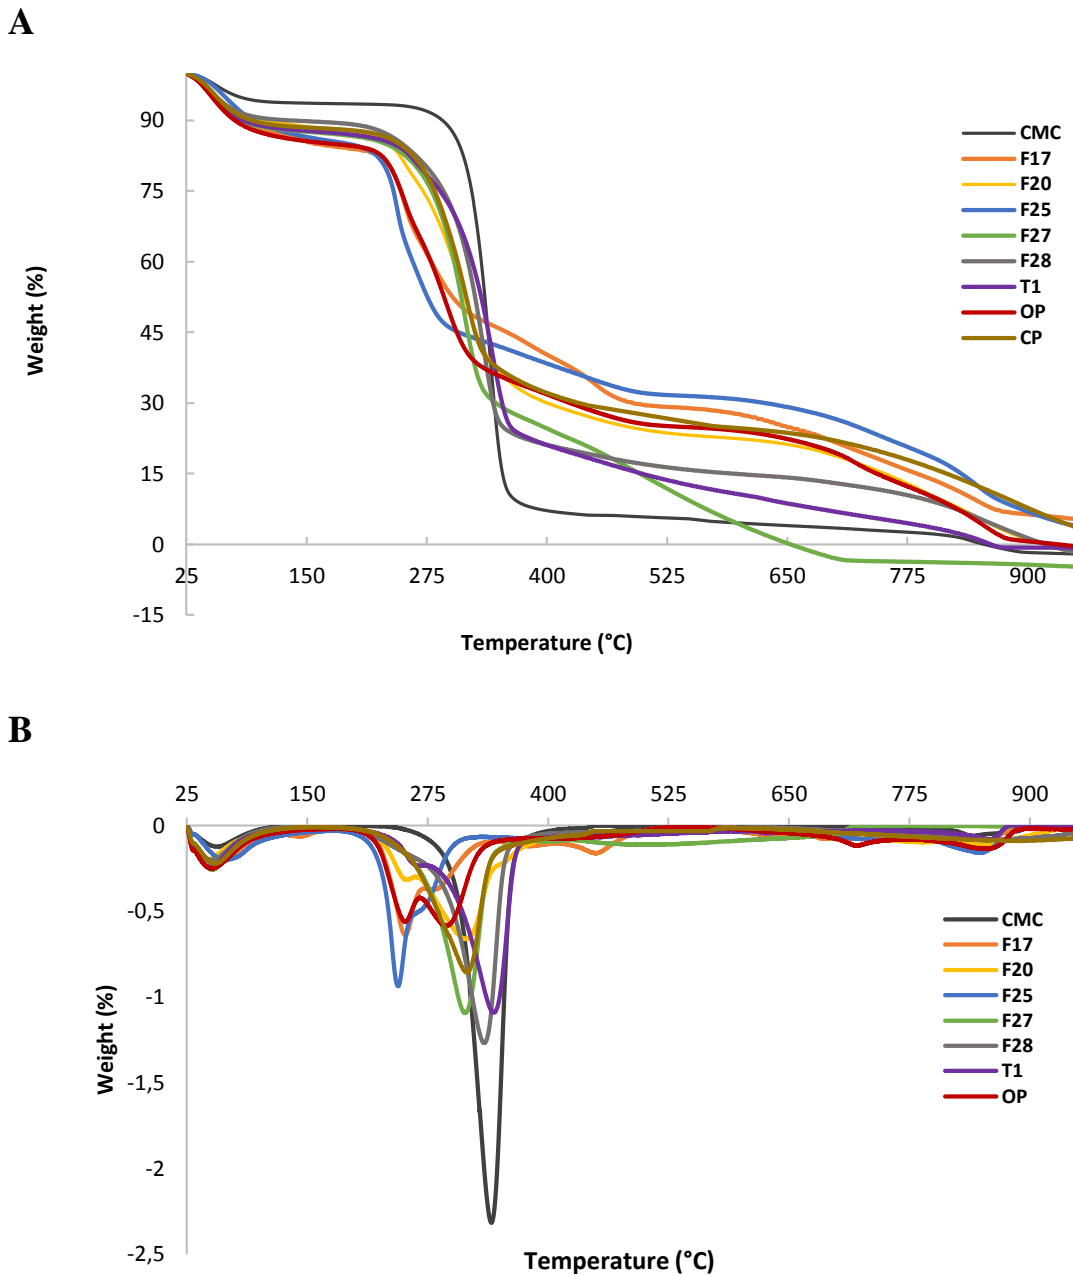 A
90
75
60
45
30
15
0
-15
Weight (%)
25 150 275 400 525 650 775 900
Temperature (°C)
CMC
F17
F20
F25
F27
F28
T1
OP
CP
B
25 150 275 400 525 650 775 900
0
-0,5
-1
-1,5
-2
-2,5
Weight (%)
CMC
F17
F20
F25
F27
F28
T1
OP
Temperature (°C)